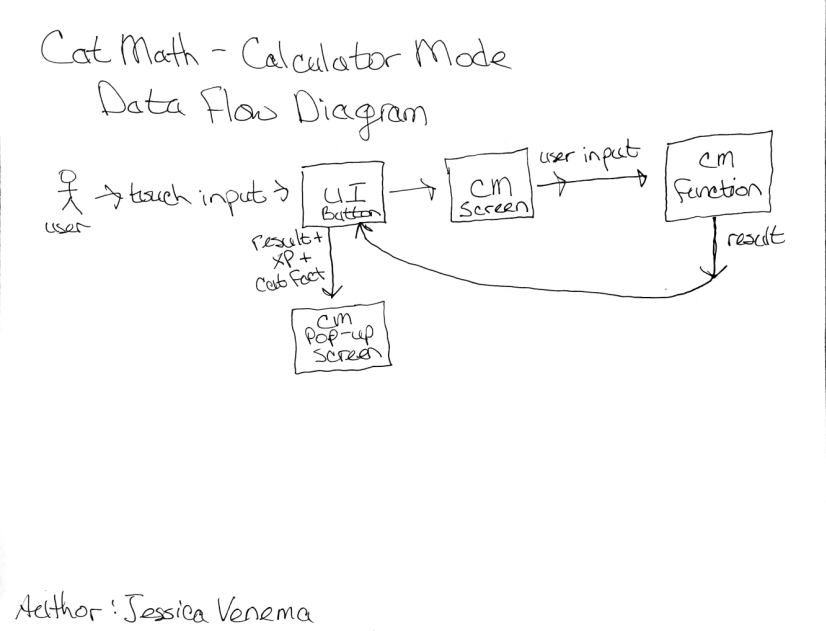 Cat Math - Calculator Mode
Data Flow Diagram
user
touch input
UI
Button
CM
Screen
user input
CM
Function
result
result +
XP +
Cat Fact
CM
Pop-up
Screen
Author: Jessica Venema